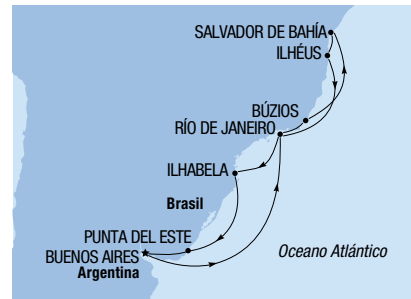 SALVADOR DE BAHÍA
ILHÉUS
BÚZIOS
RÍO DE JANEIRO
ILHABELA
Brasil
PUNTA DEL ESTE
BUENOS AIRES
Argentina
Oceano Atlántico